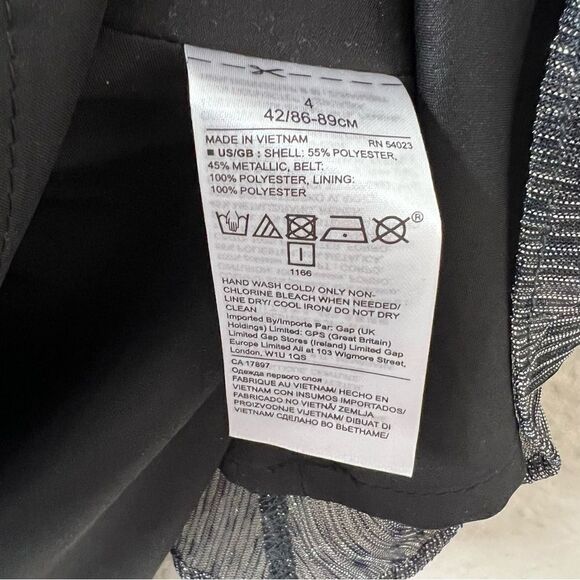 4
42/86-89CM
MADE IN VIETNAM RN 54023
■ US/GB : SHELL: 55% POLYESTER,
45% METALLIC, BELT:
100% POLYESTER, LINING:
100% POLYESTER
®
1166
HAND WASH COLD/ ONLY NON-
CHLORINE BLEACH WHEN NEEDED/
LINE DRY/ COOL IRON/ DO NOT DRY
CLEAN
Imported By/Importe Par: Gap (UK
Holdings) Limited: GPS (Great Britain)
Limited Gap Stores (Ireland) Limited Gap
Europe Limited All at 103 Wigmore Street,
London, W1U 1QS
CA 17897
Одежда первого слоя
FABRIQUE AU VIETNAM/ HECHO EN
VIETNAM CON INSUMOS IMPORTADOS/
FABRICADO NO VIETNÃ/ ZEMLJA
PROIZVODNJE VIJETNAM/ DIBUAT DI
VIETNAM/ СДЕЛАНО ВО ВЬЕТНАМЕ/